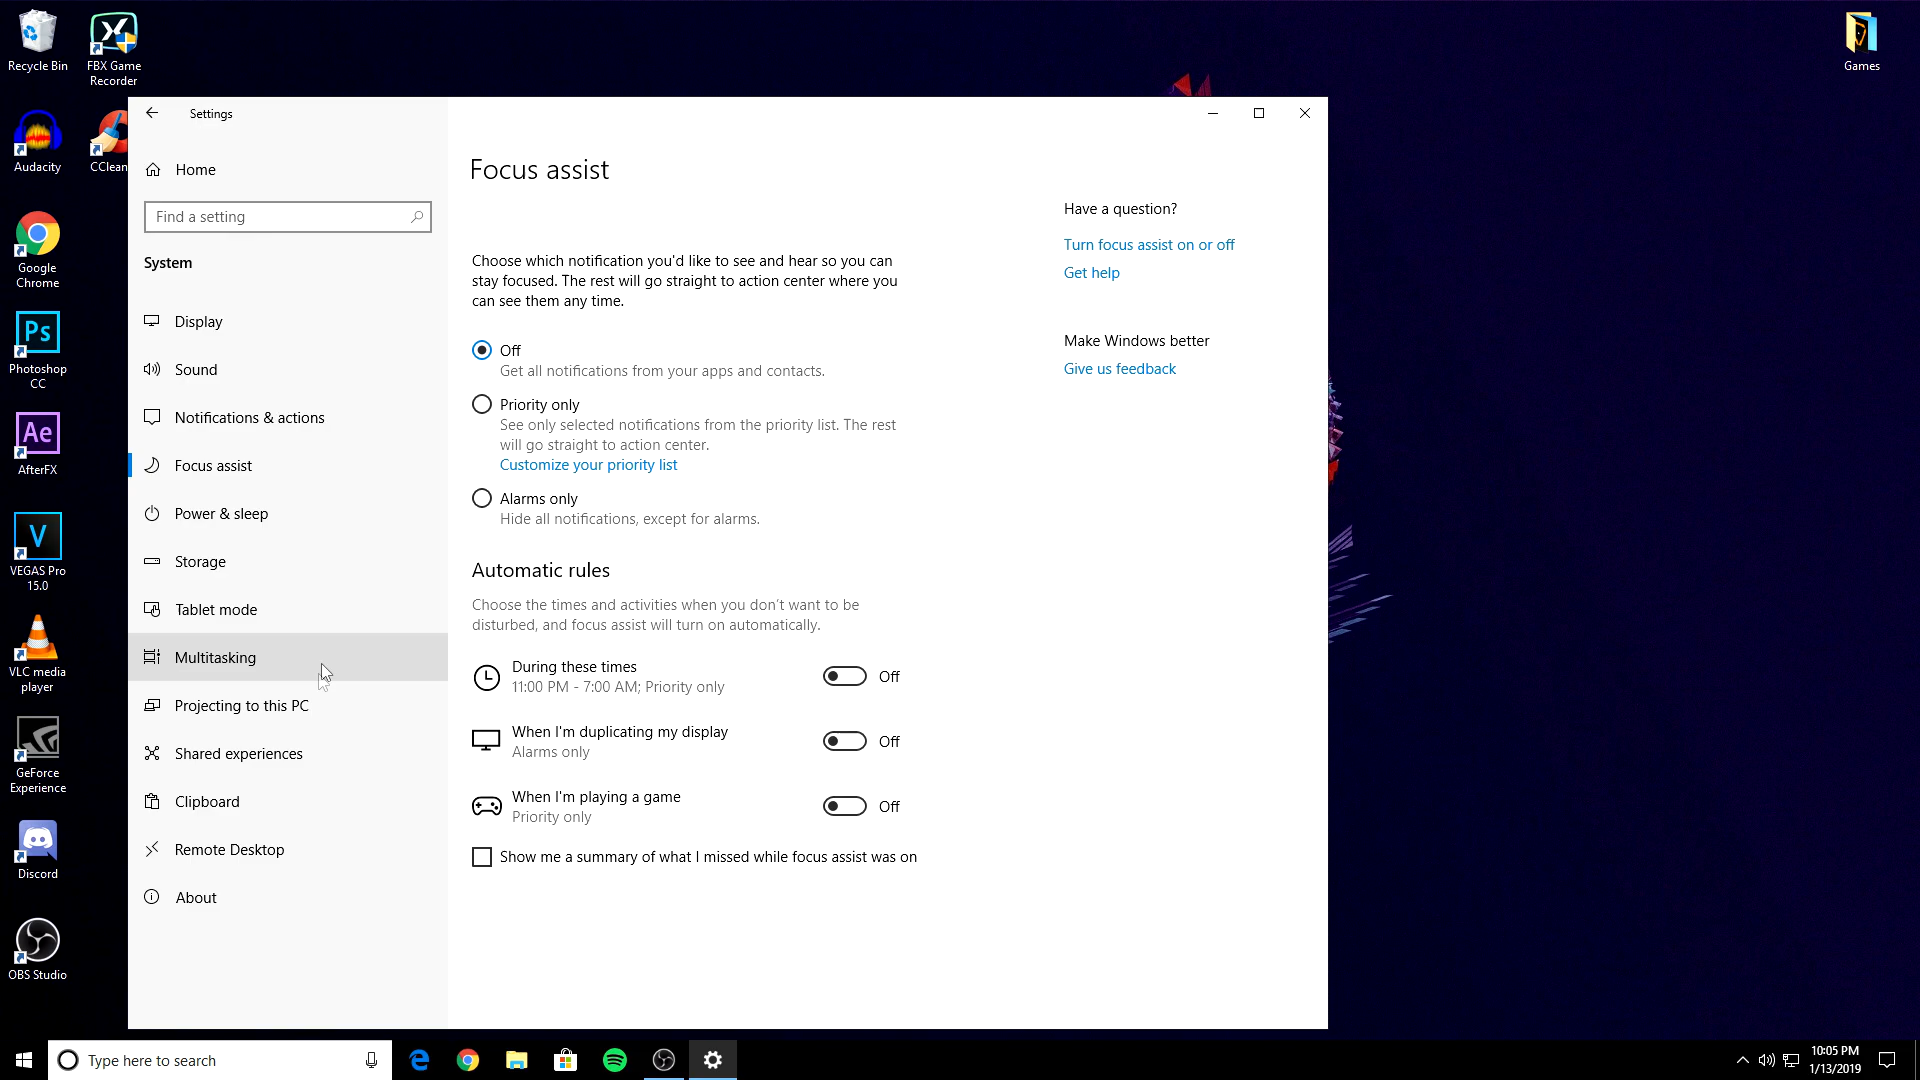 Recycle Bin
FBX Game
Recorder
Games
Audacity
CClean
Google
Chrome
Ps
Photoshop
CC
Ae
AfterFX
V
VEGAS Pro
15.0
VLC media
player
GeForce
Experience
Discord
OBS Studio
Settings
Home
Find a setting
System
Display
Sound
Notifications & actions
Focus assist
Power & sleep
Storage
Tablet mode
Multitasking
Projecting to this PC
Shared experiences
Clipboard
Remote Desktop
About
Focus assist
Choose which notification you'd like to see and hear so you can
stay focused. The rest will go straight to action center where you
can see them any time.
Off
Get all notifications from your apps and contacts.
Priority only
See only selected notifications from the priority list. The rest
will go straight to action center.
Customize your priority list
Alarms only
Hide all notifications, except for alarms.
Automatic rules
Choose the times and activities when you don't want to be
disturbed, and focus assist will turn on automatically.
During these times
11:00 PM - 7:00 AM; Priority only
Off
When I'm duplicating my display
Alarms only
Off
When I'm playing a game
Priority only
Off
Show me a summary of what I missed while focus assist was on
Have a question?
Turn focus assist on or off
Get help
Make Windows better
Give us feedback
Type here to search
10:05 PM
1/13/2019